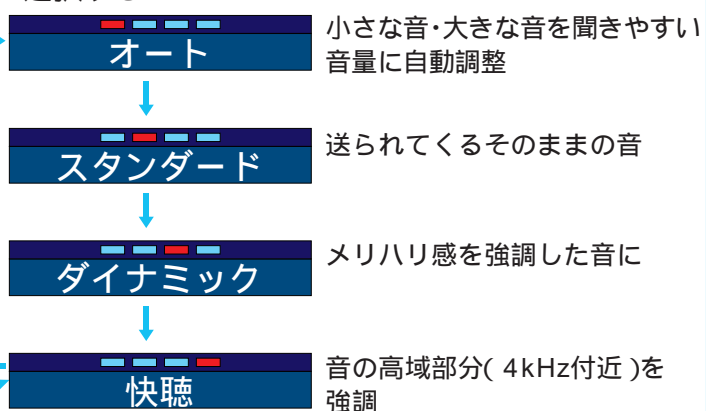 オート
小さな音・大きな音を聞きやすい
音量に自動調整
スタンダード
送られてくるそのままの音
ダイナミック
メリハリ感を強調した音に
快聴
音の高域部分( 4kHz付近 )を
強調